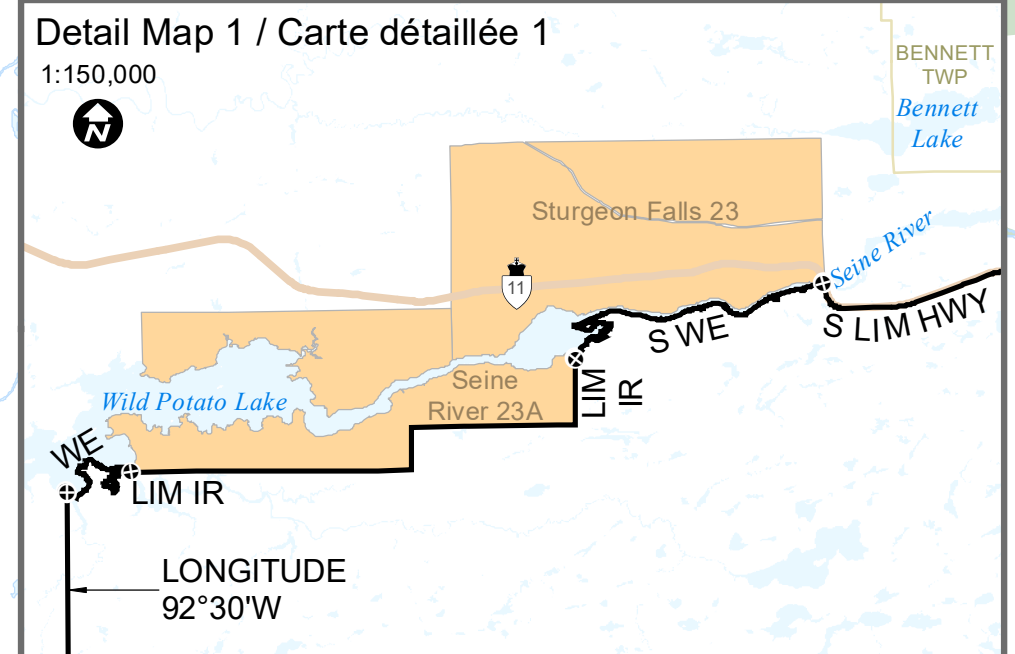 Detail Map 1 / Carte détaillée 1
1:150,000
N
BENNETT
TWP
Bennett
Lake
Sturgeon Falls 23
Seine River
11
S WE
S LIM HWY
Seine
River 23A
LIM
IR
Wild Potato Lake
WE
LIM IR
LONGITUDE
92°30'W